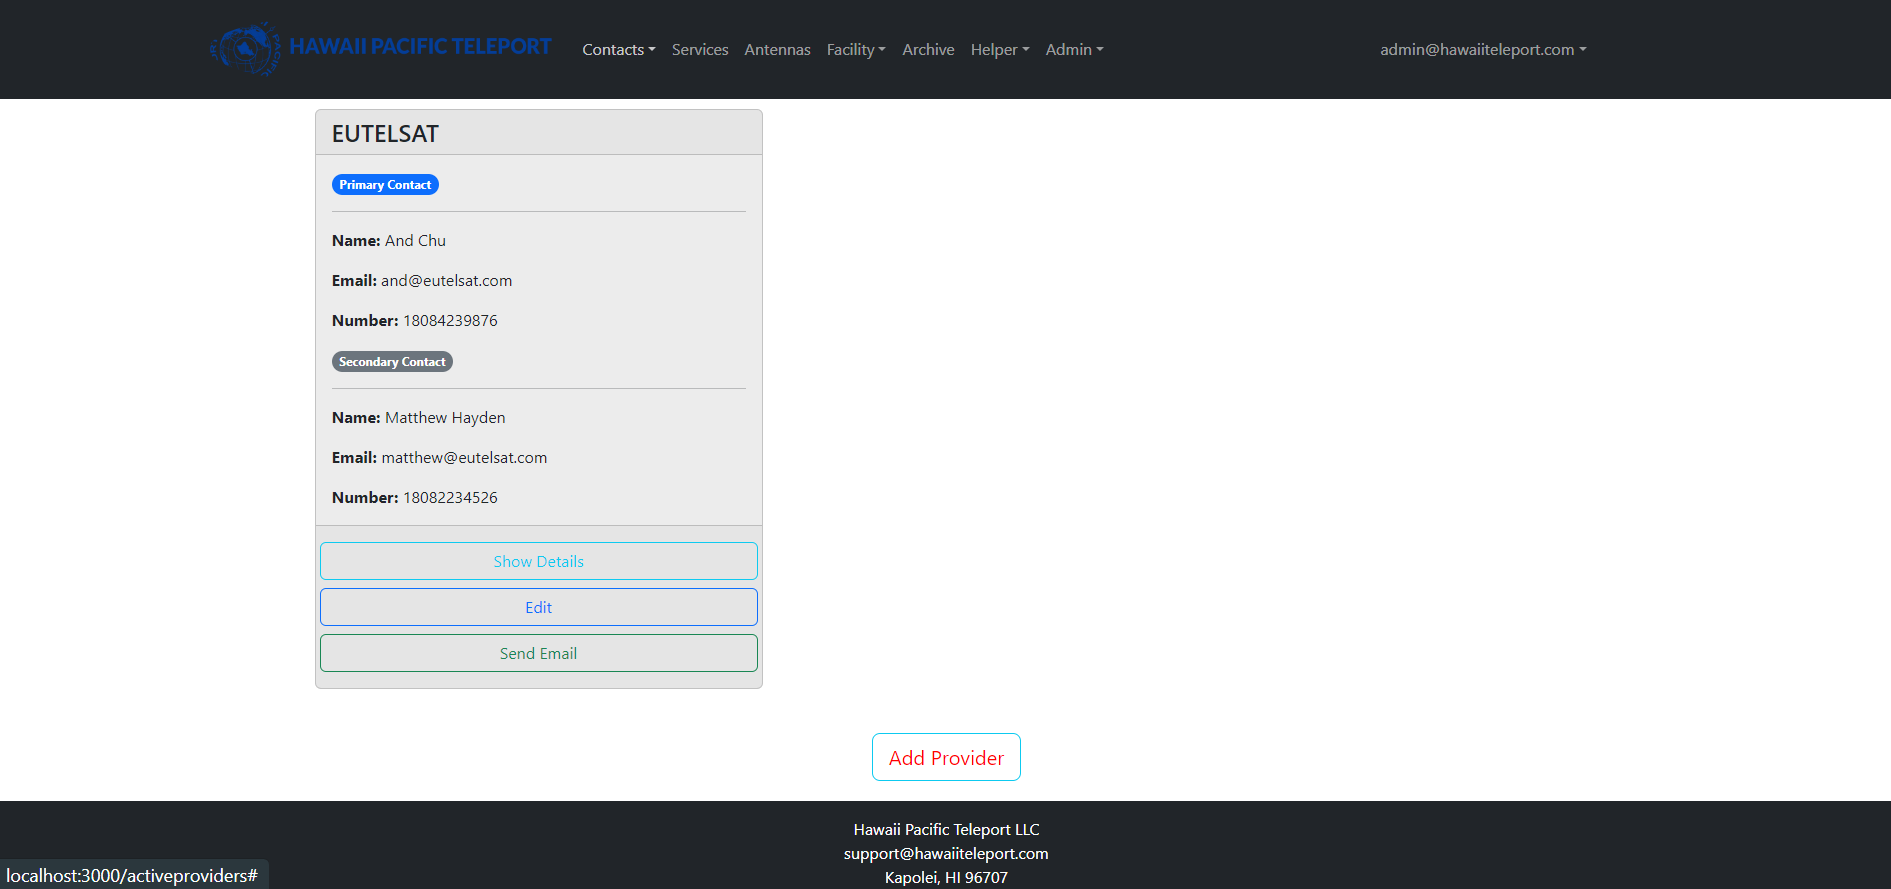 HAWAII PACIFIC TELEPORT
Contacts Services Antennas Facility Archive Helper Admin admin@hawaiiteleport.com
EUTELSAT
Primary Contact
Name: And Chu
Email: and@eutelsat.com
Number: 18084239876
Secondary Contact
Name: Matthew Hayden
Email: matthew@eutelsat.com
Number: 18082234526
Show Details
Edit
Send Email
Add Provider
Hawaii Pacific Teleport LLC
support@hawaiiteleport.com
Kapolei, HI 96707
localhost:3000/activeproviders#